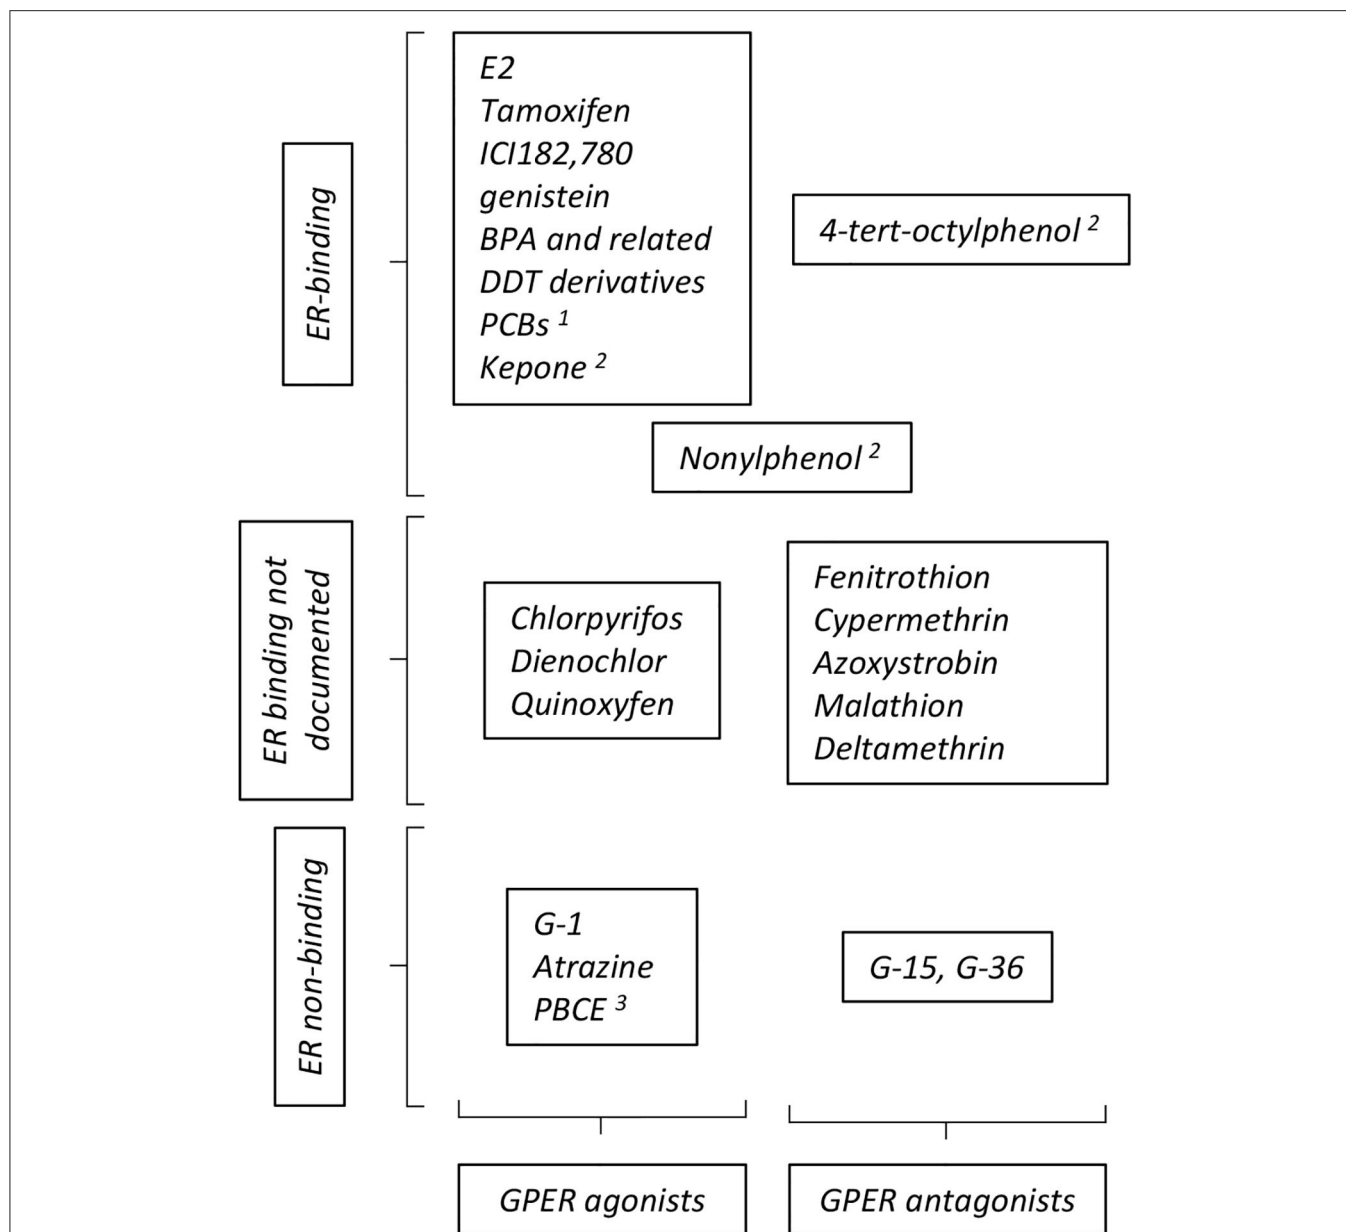 ER-binding
E2
Tamoxifen
ICI182,780
genistein
BPA and related
DDT derivatives
PCBs 1
Kepone 2
4-tert-octylphenol 2
Nonylphenol 2
ER binding not
documented
Chlorpyrifos
Dienochlor
Quinoxyfen
Fenitrothion
Cypermethrin
Azoxystrobin
Malathion
Deltamethrin
ER non-binding
G-1
Atrazine
PBCE 3
G-15, G-36
GPER agonists
GPER antagonists